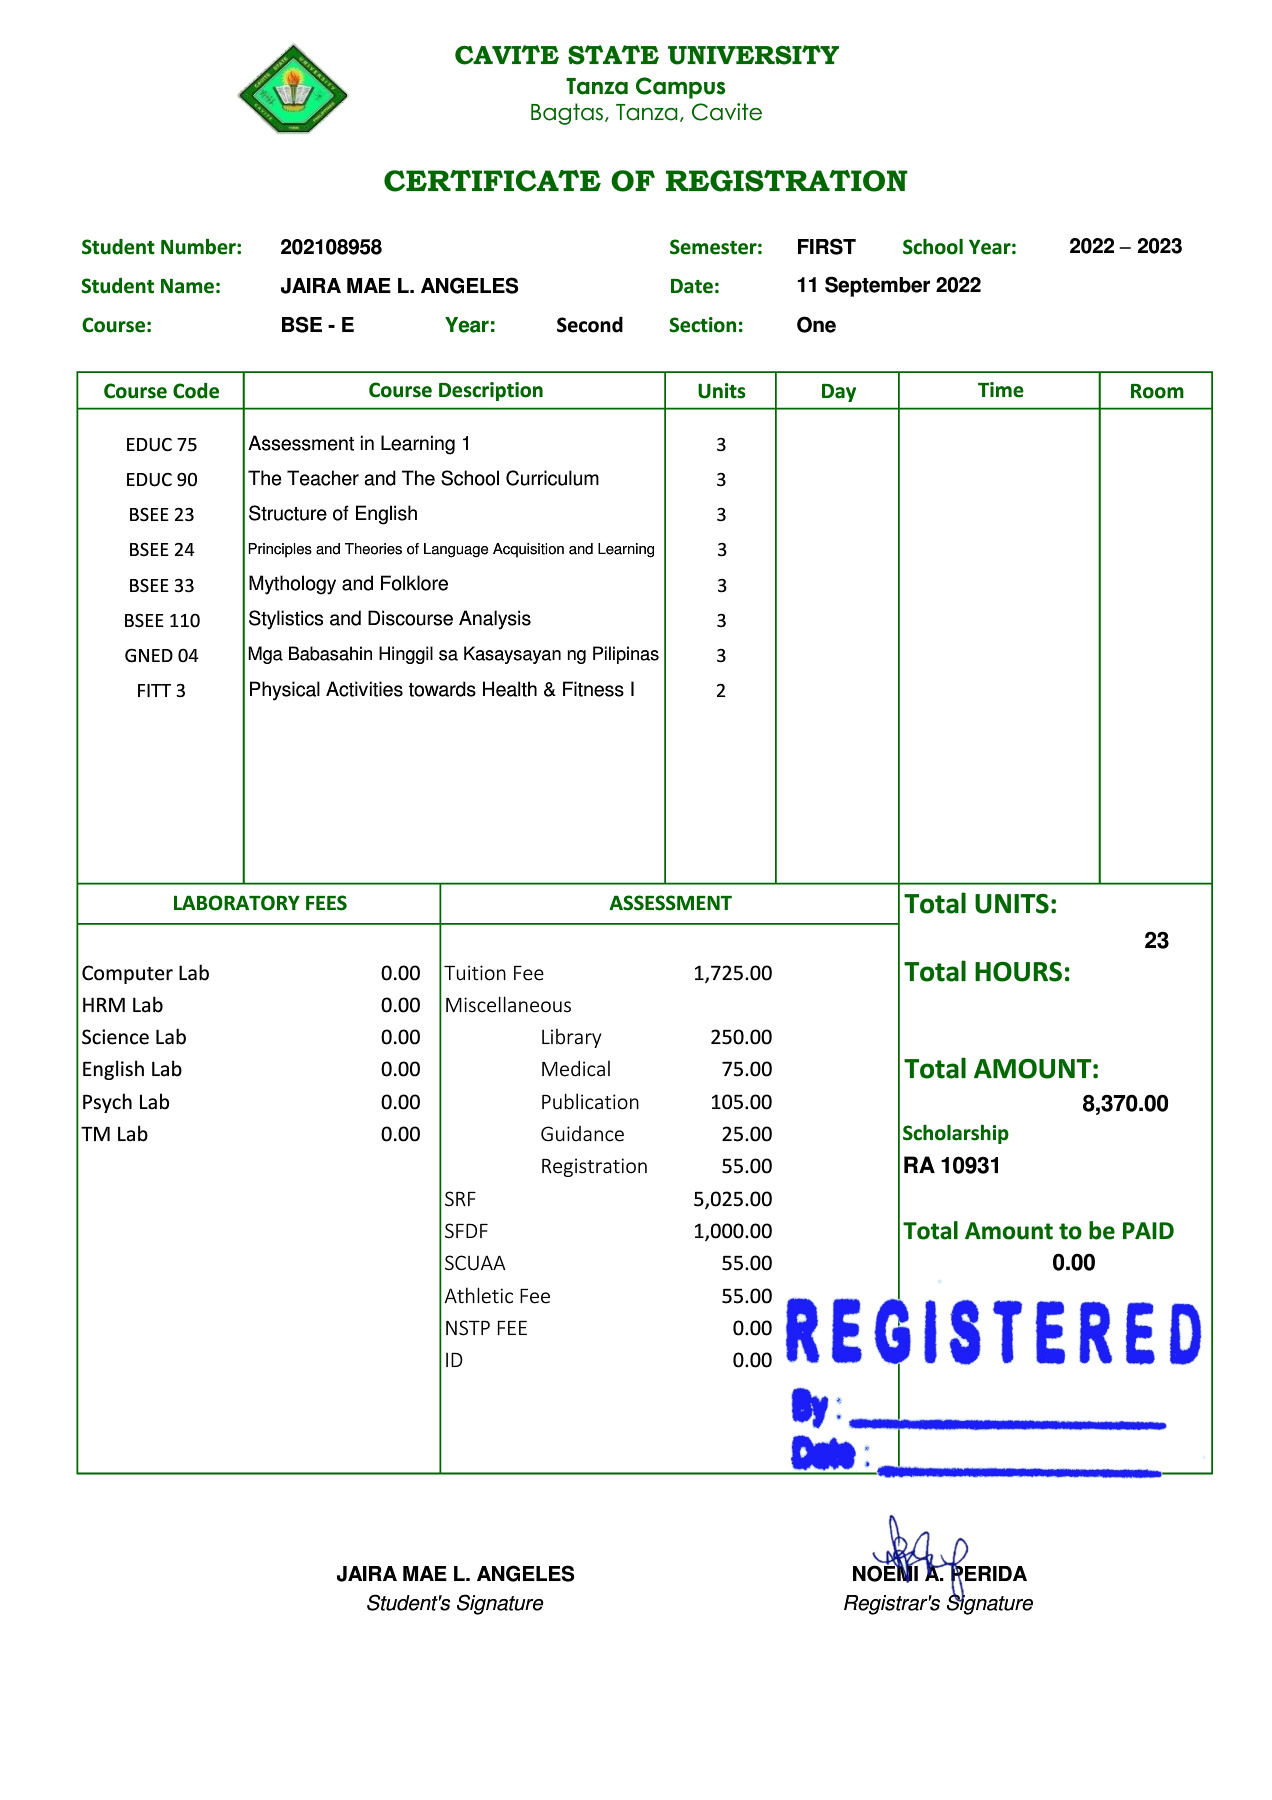 CAVITE STATE UNIVERSITY
Tanza Campus
Bagtas, Tanza, Cavite
CERTIFICATE OF REGISTRATION
Student Number: 202108958 Semester: FIRST School Year: 2022 – 2023
Student Name: JAIRA MAE L. ANGELES Date: 11 September 2022
Course: BSE - E Year: Second Section: One
Course Code Course Description Units Day Time Room
EDUC 75 Assessment in Learning 1 3
EDUC 90 The Teacher and The School Curriculum 3
BSEE 23 Structure of English 3
BSEE 24 Principles and Theories of Language Acquisition and Learning 3
BSEE 33 Mythology and Folklore 3
BSEE 110 Stylistics and Discourse Analysis 3
GNED 04 Mga Babasahin Hinggil sa Kasaysayan ng Pilipinas 3
FITT 3 Physical Activities towards Health & Fitness I 2
LABORATORY FEES
Computer Lab 0.00
HRM Lab 0.00
Science Lab 0.00
English Lab 0.00
Psych Lab 0.00
TM Lab 0.00
ASSESSMENT
Tuition Fee 1,725.00
Miscellaneous
Library 250.00
Medical 75.00
Publication 105.00
Guidance 25.00
Registration 55.00
SRF 5,025.00
SFDF 1,000.00
SCUAA 55.00
Athletic Fee 55.00
NSTP FEE 0.00
ID 0.00
Total UNITS:
23
Total HOURS:
Total AMOUNT:
8,370.00
Scholarship
RA 10931
Total Amount to be PAID
0.00
REGISTERED
By :
Date :
JAIRA MAE L. ANGELES
Student's Signature
NOEMI A. PERIDA
Registrar's Signature